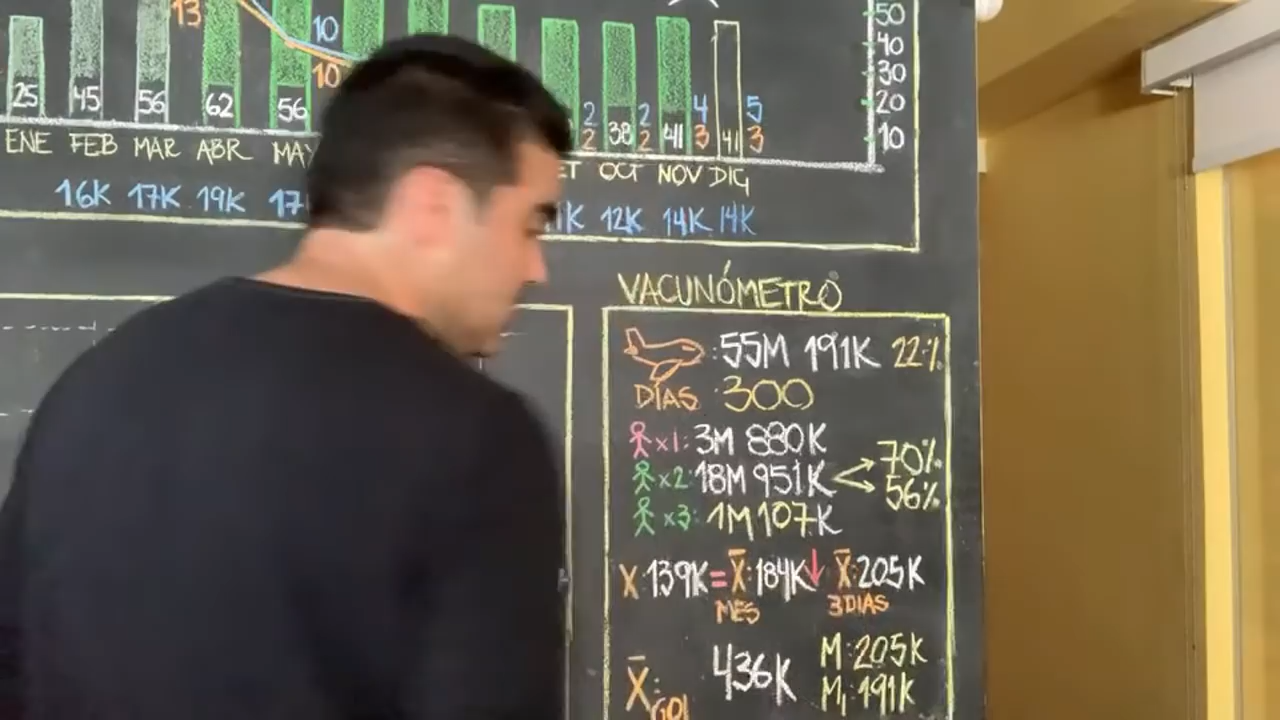 50
13
10
40
10
30
25 45 56 62 56
2 2 4 5
20
2 38 2 41 3 41 3
10
ENE FEB MAR ABR MAY OCT NOV DIC
16K 17K 19K 12K 14K 14K
VACUNÓMETRO
: 55M 191K 22%
DÍAS : 300
x1: 3M 880K
70%
x2: 18M 951K
56%
x3: 1M 107K
X 139K = X̄: 184K ↓ X̄: 205K
MES 3 DIAS
X̄: 436K M: 205K
M, 191K